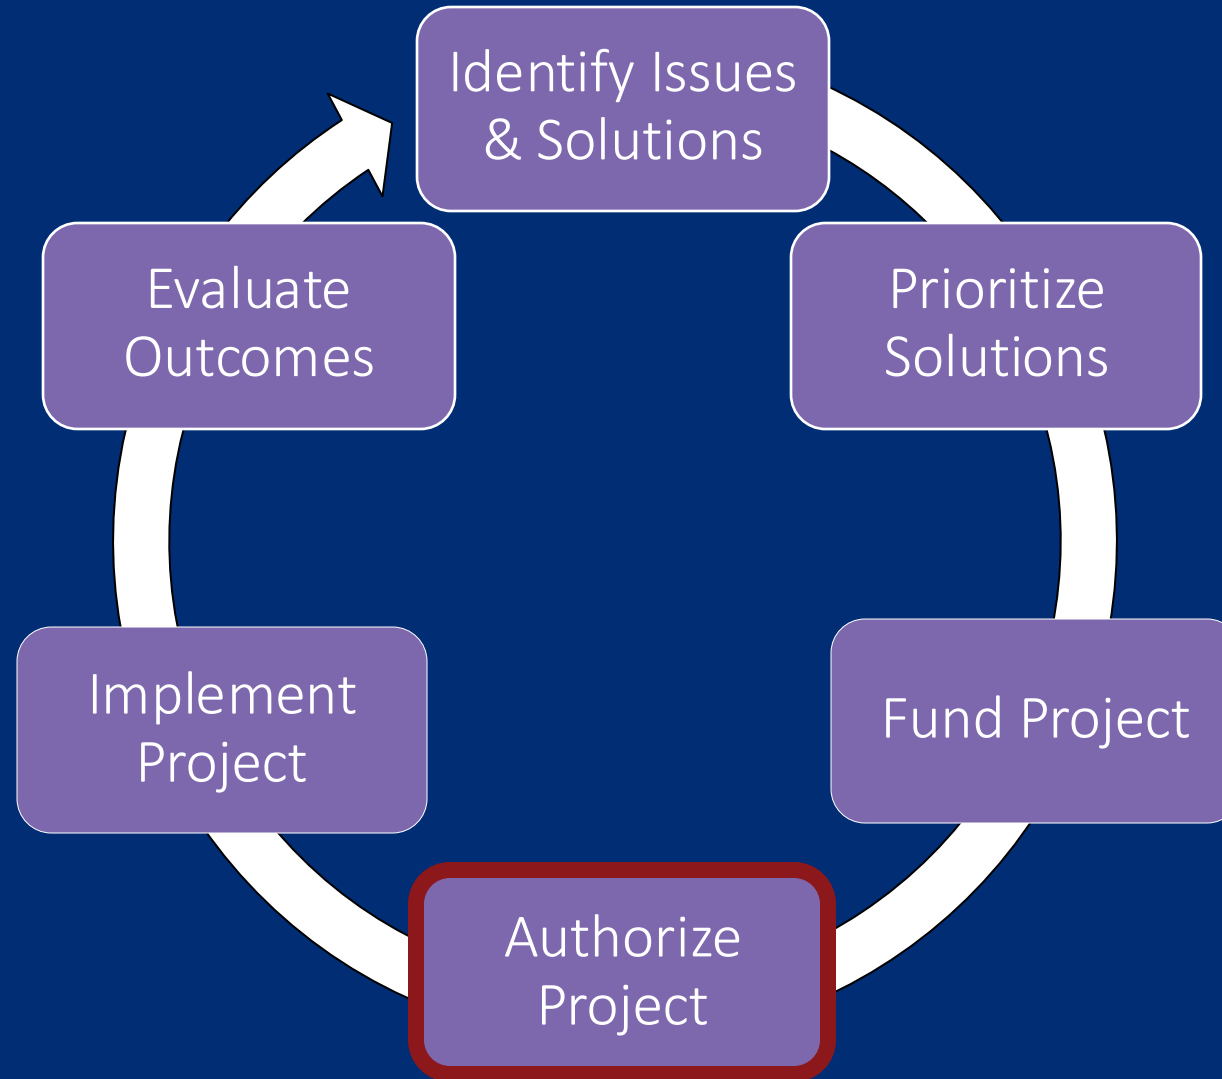 Identify Issues
& Solutions
Prioritize
Solutions
Fund Project
Authorize
Project
Implement
Project
Evaluate
Outcomes